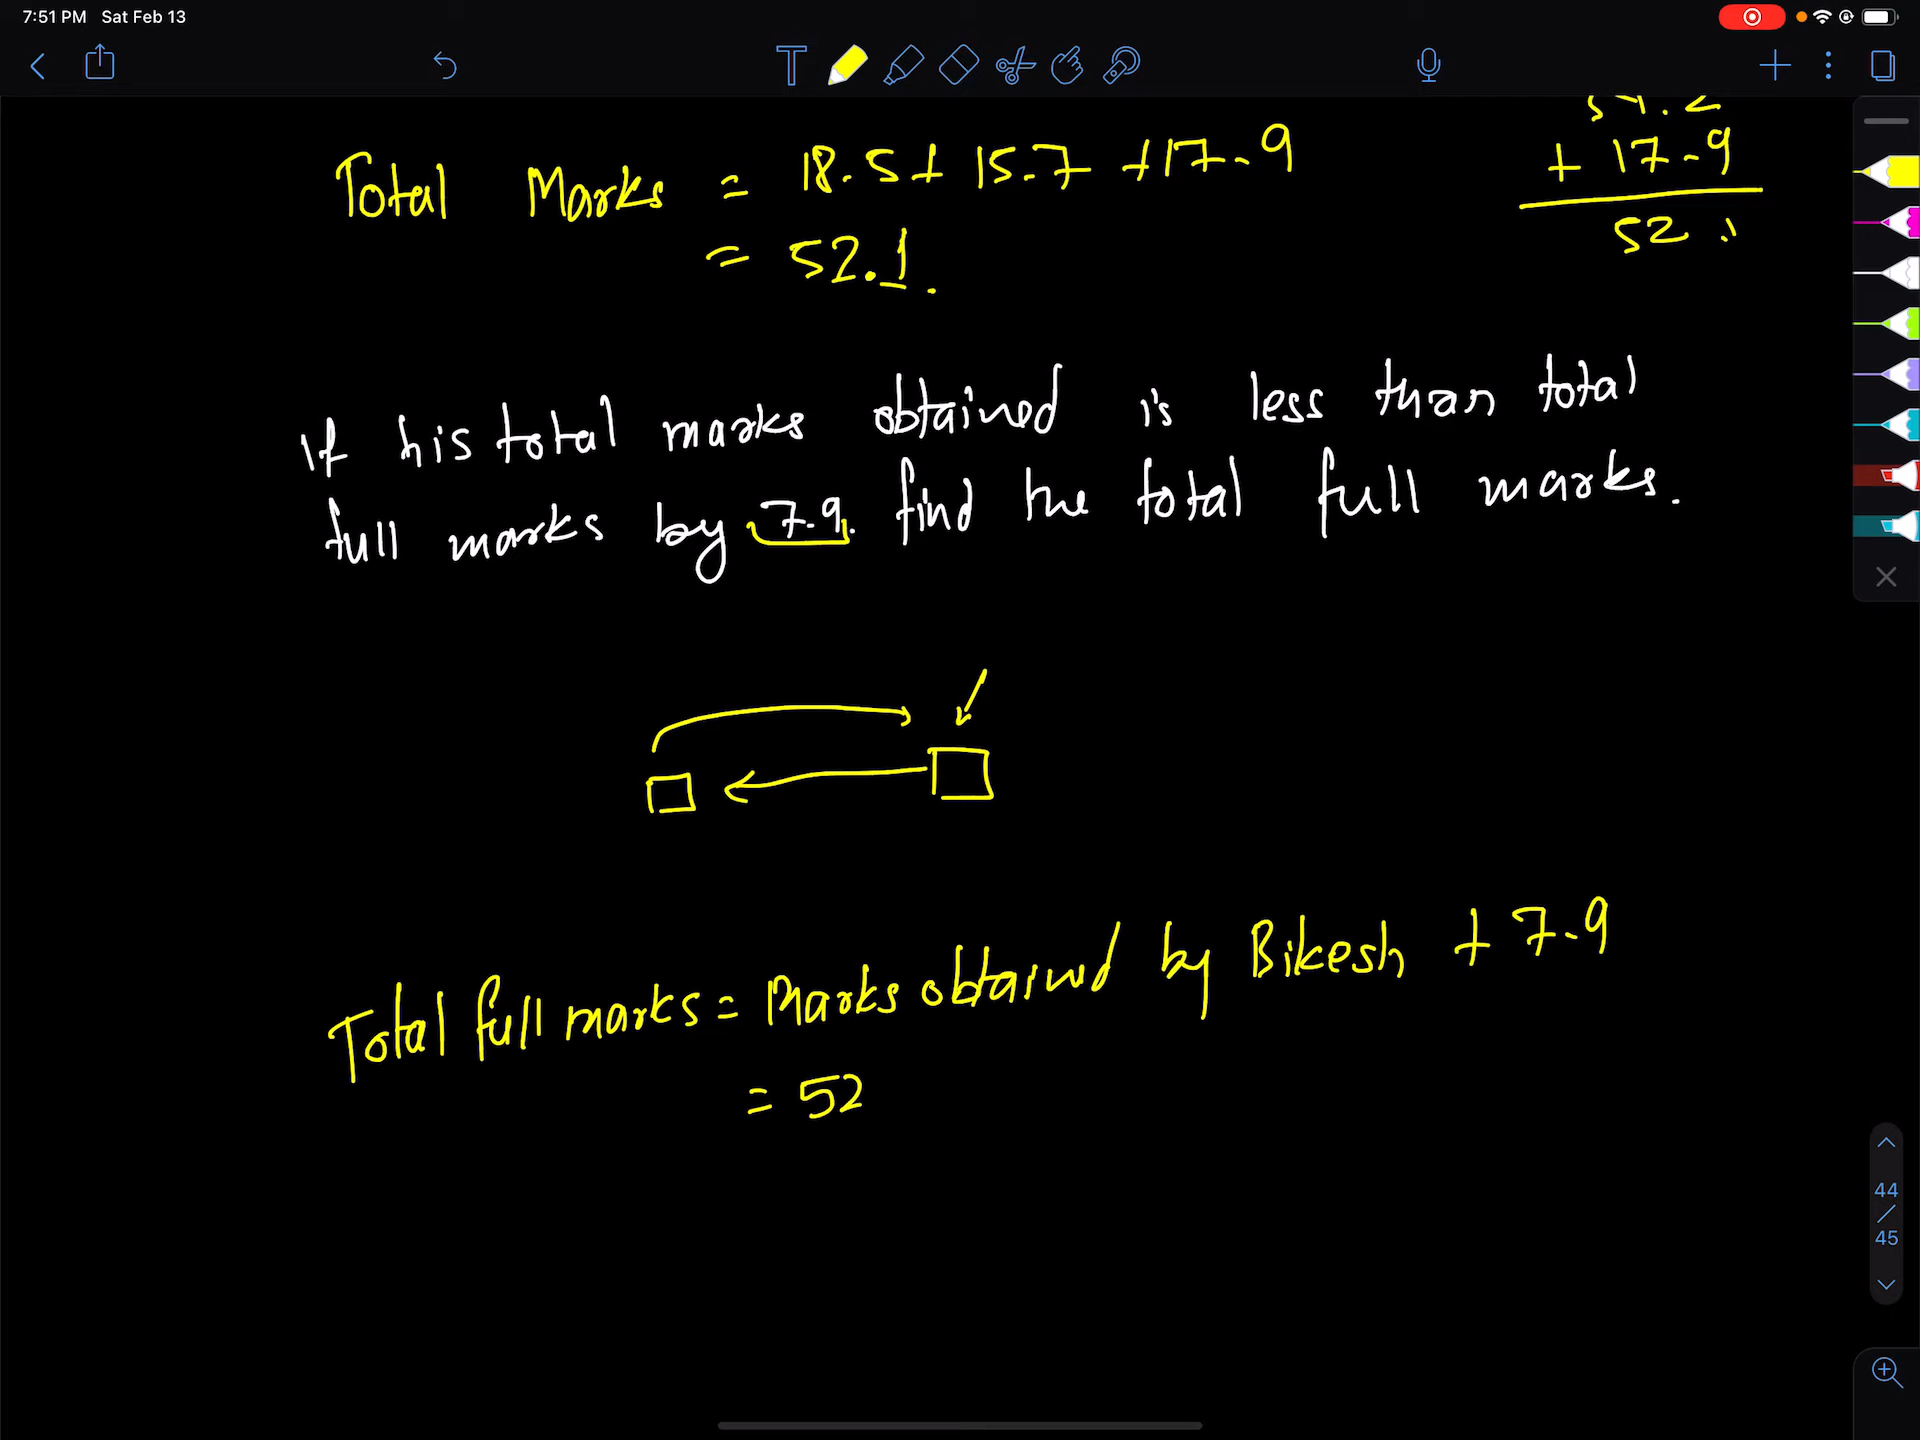 7:51 PM Sat Feb 13
Total Marks = 18.5 + 15.7 + 17.9
+ 17.9
= 52.1.
52.1
If his total marks obtained is less than total
full marks by 7.9. find the total full marks.
Total full marks = Marks obtained by Bikesh + 7.9
= 52
44
/
45